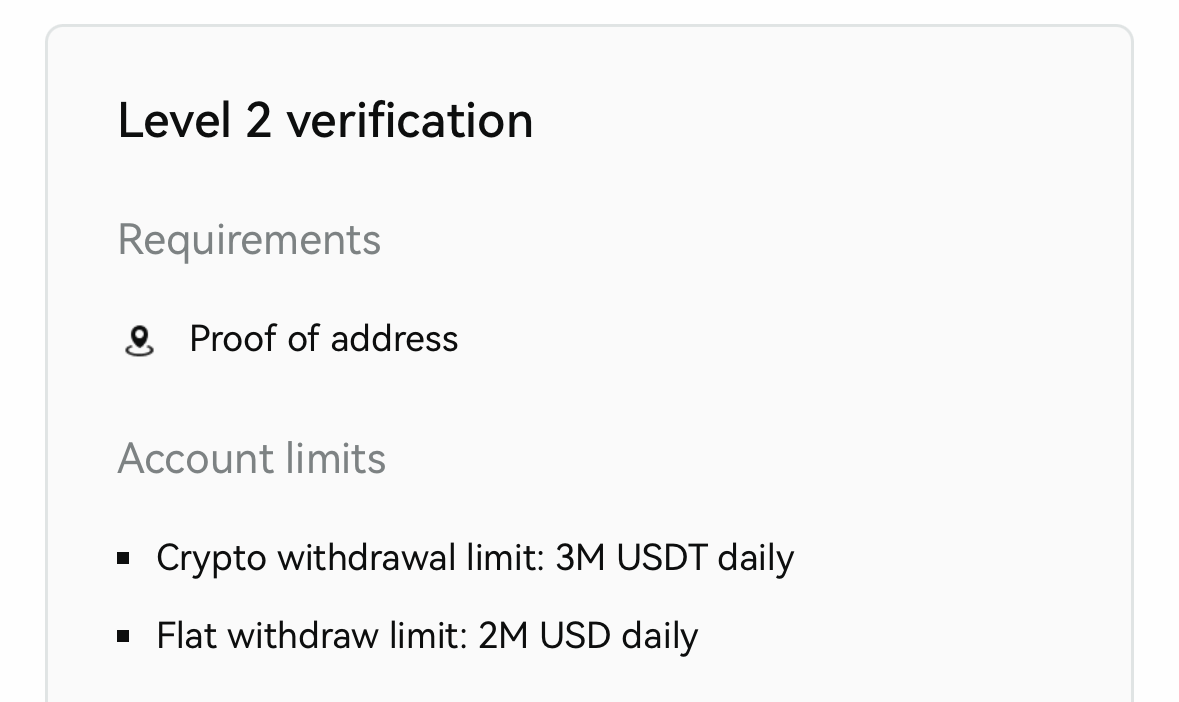 Level 2 verification
Requirements
Proof of address
Account limits
▪ Crypto withdrawal limit: 3M USDT daily
▪ Flat withdraw limit: 2M USD daily